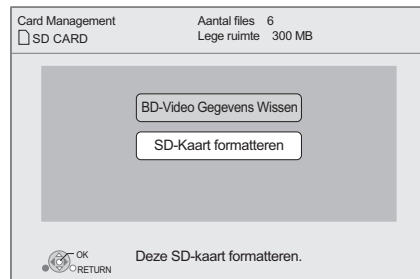 Card Management
Aantal files 6
SD CARD
Lege ruimte 300 MB
BD-Video Gegevens Wissen
SD-Kaart formatteren
OK
RETURN
Deze SD-kaart formatteren.